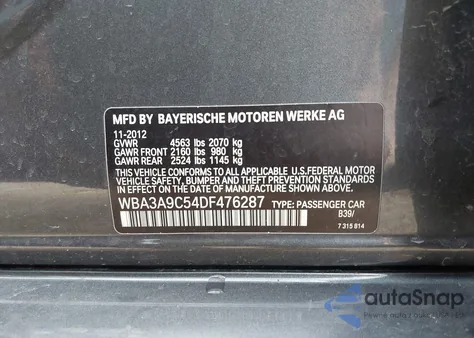 MFD BY BAYERISCHE MOTOREN WERKE AG
11-2012
GVWR 4563 lbs 2070 kg
GAWR FRONT 2160 lbs 980 kg
GAWR REAR 2524 lbs 1145 kg
THIS VEHICLE CONFORMS TO ALL APPLICABLE U.S.FEDERAL MOTOR
VEHICLE SAFETY, BUMPER AND THEFT PREVENTION STANDARDS
IN EFFECT ON THE DATE OF MANUFACTURE SHOWN ABOVE.
WBA3A9C54DF476287 TYPE: PASSENGER CAR
B39/
7 315 814
autoSnap
Pewne auto z aukcji